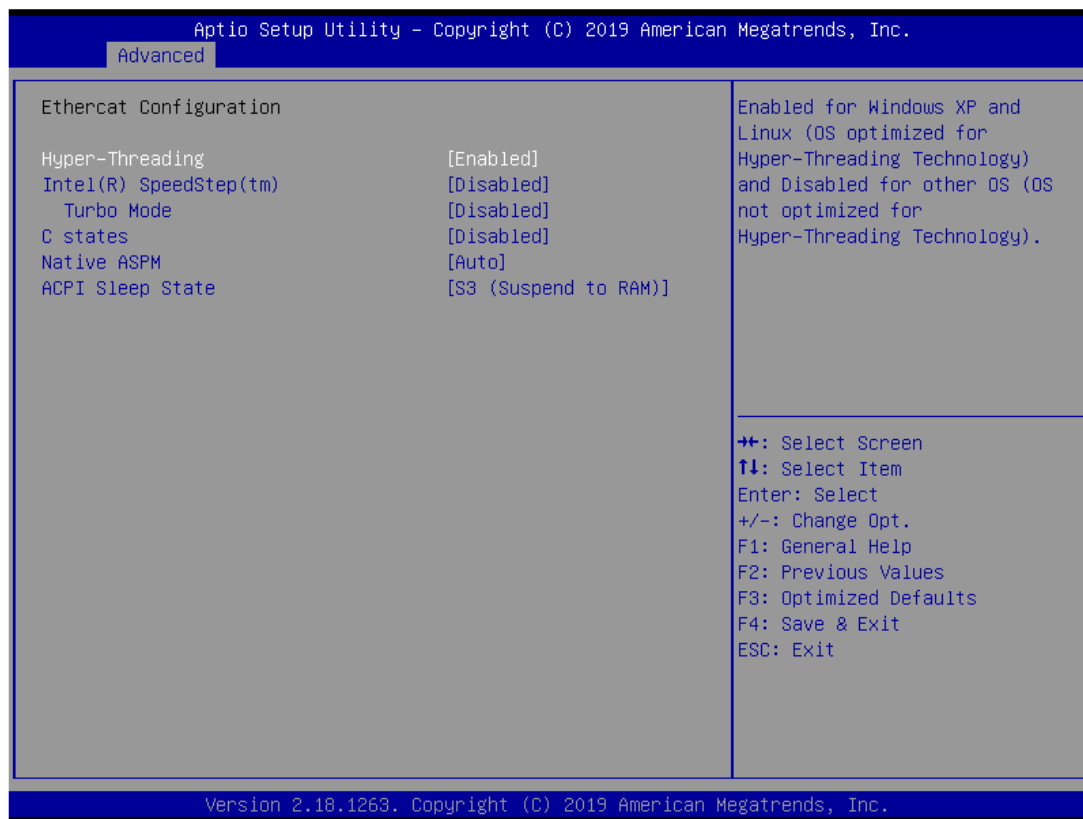 Aptio Setup Utility – Copyright (C) 2019 American Megatrends, Inc.
Advanced
Ethercat Configuration
Hyper-Threading [Enabled]
Intel(R) SpeedStep(tm) [Disabled]
Turbo Mode [Disabled]
C states [Disabled]
Native ASPM [Auto]
ACPI Sleep State [S3 (Suspend to RAM)]
Enabled for Windows XP and
Linux (OS optimized for
Hyper-Threading Technology)
and Disabled for other OS (OS
not optimized for
Hyper-Threading Technology).
→←: Select Screen
↑↓: Select Item
Enter: Select
+/-: Change Opt.
F1: General Help
F2: Previous Values
F3: Optimized Defaults
F4: Save & Exit
ESC: Exit
Version 2.18.1263. Copyright (C) 2019 American Megatrends, Inc.